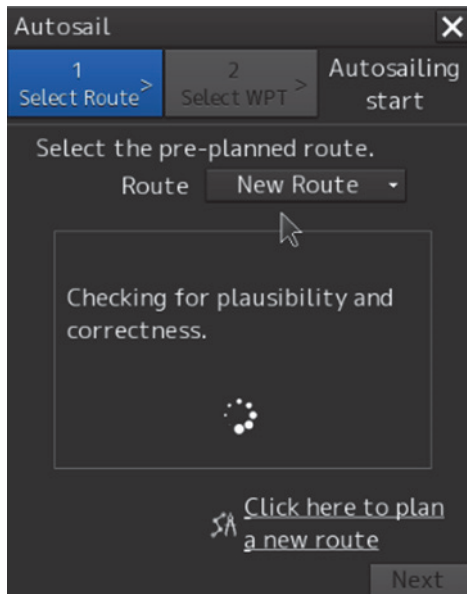 Autosail
1
Select Route >
2
Select WPT >
Autosailing
start
Select the pre-planned route.
Route New Route
Checking for plausibility and
correctness.
Click here to plan
a new route
Next